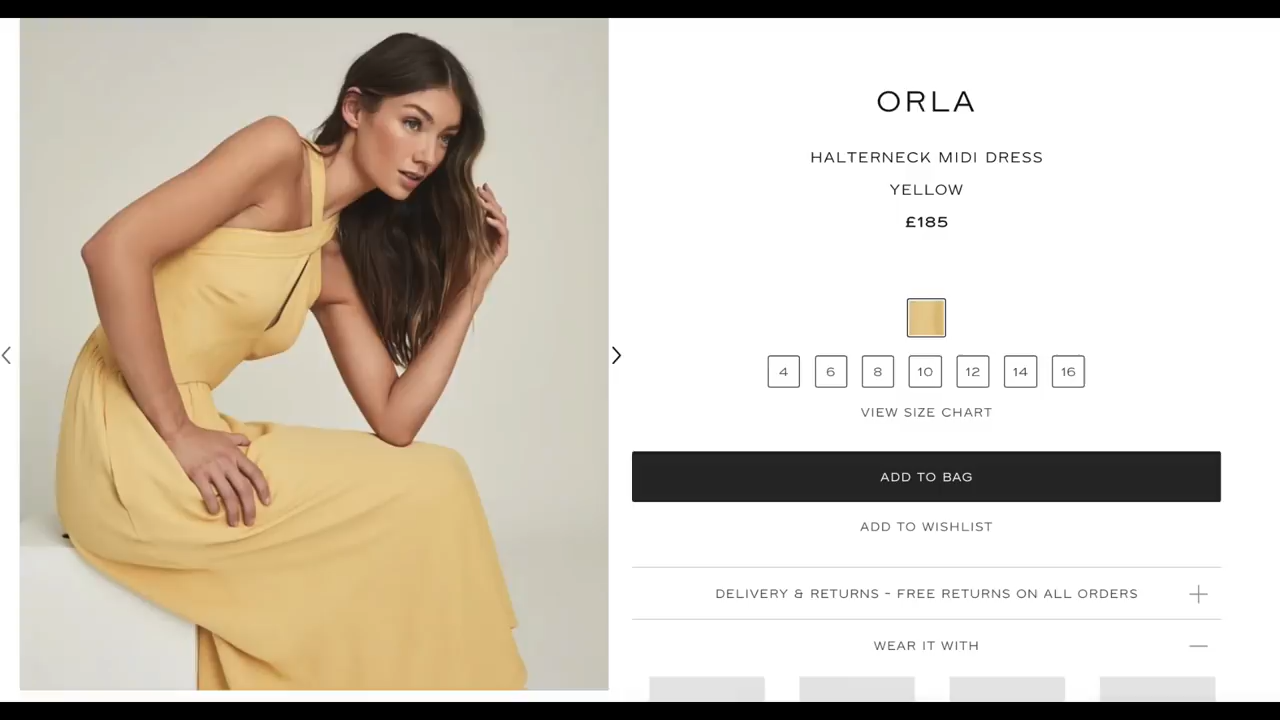 ORLA
HALTERNECK MIDI DRESS
YELLOW
£185
4 6 8 10 12 14 16
VIEW SIZE CHART
ADD TO BAG
ADD TO WISHLIST
DELIVERY & RETURNS - FREE RETURNS ON ALL ORDERS
WEAR IT WITH